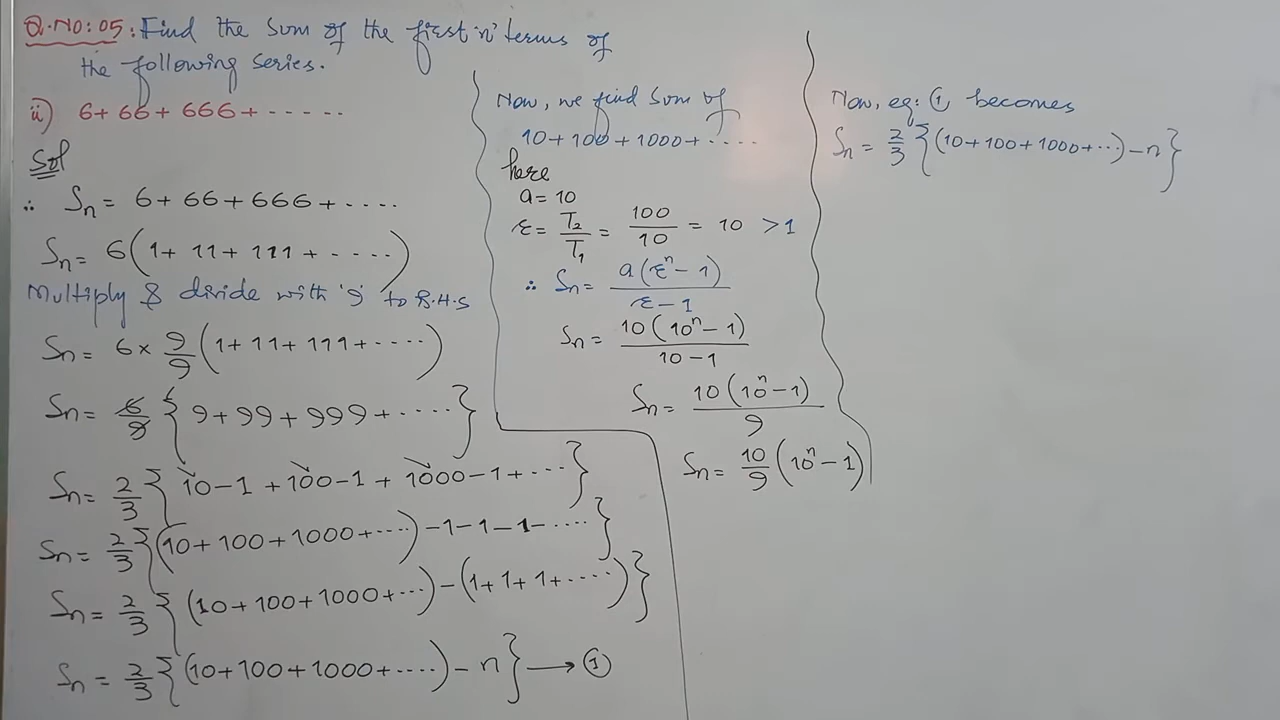 Q.No:05: Find the sum of the first 'n' terms of
the following series.
ii) 6+66+666+-----
Sol
∴ Sn = 6+66+666+....
Sn = 6(1+11+111+....)
Multiply & divide with '9' to R.H.S
Sn = 6×9/9(1+11+111+....)
Sn = 6/9{9+99+999+....}
Sn = 2/3{10-1+100-1+1000-1+...}
Sn = 2/3{(10+100+1000+....)-1-1-1-....}
Sn = 2/3{(10+100+1000+...)-(1+1+1+.....)}
Sn = 2/3{(10+100+1000+....)-n}→①
Now, we find sum of
10+100+1000+....
here
a=10
r = T₂/T₁ = 100/10 = 10 >1
∴ Sn = a(rⁿ-1)/r-1
Sn = 10(10ⁿ-1)/10-1
Sn = 10(10ⁿ-1)/9
Sn = 10/9(10ⁿ-1)
Now, eq: ① becomes
Sn = 2/3{(10+100+1000+...)-n}